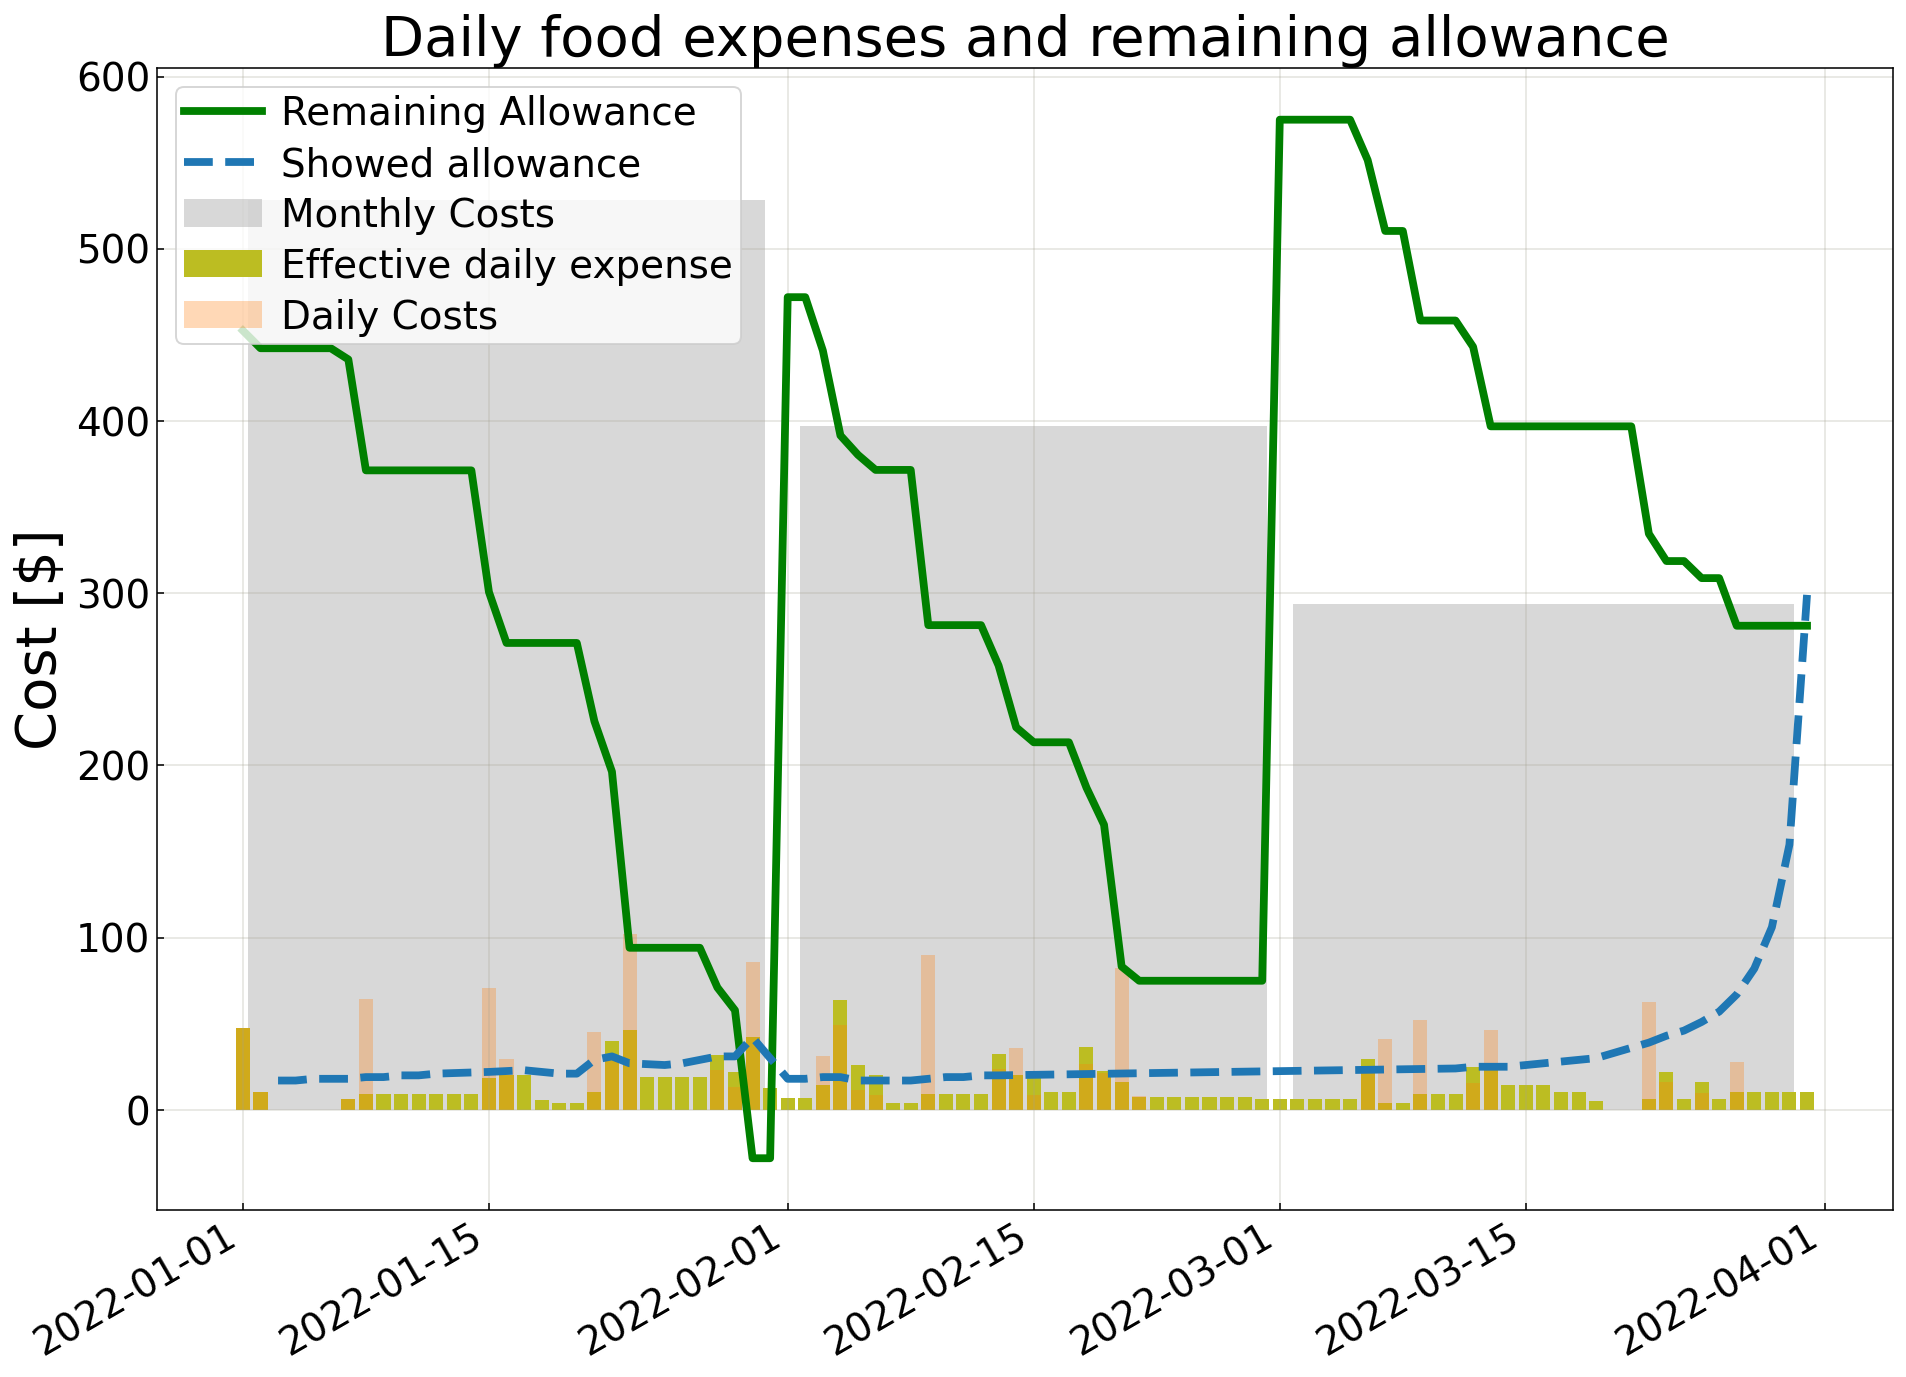 Daily food expenses and remaining allowance
Cost [$]
600
500
400
300
200
100
0
Remaining Allowance
Showed allowance
Monthly Costs
Effective daily expense
Daily Costs
2022-01-01
2022-01-15
2022-02-01
2022-02-15
2022-03-01
2022-03-15
2022-04-01